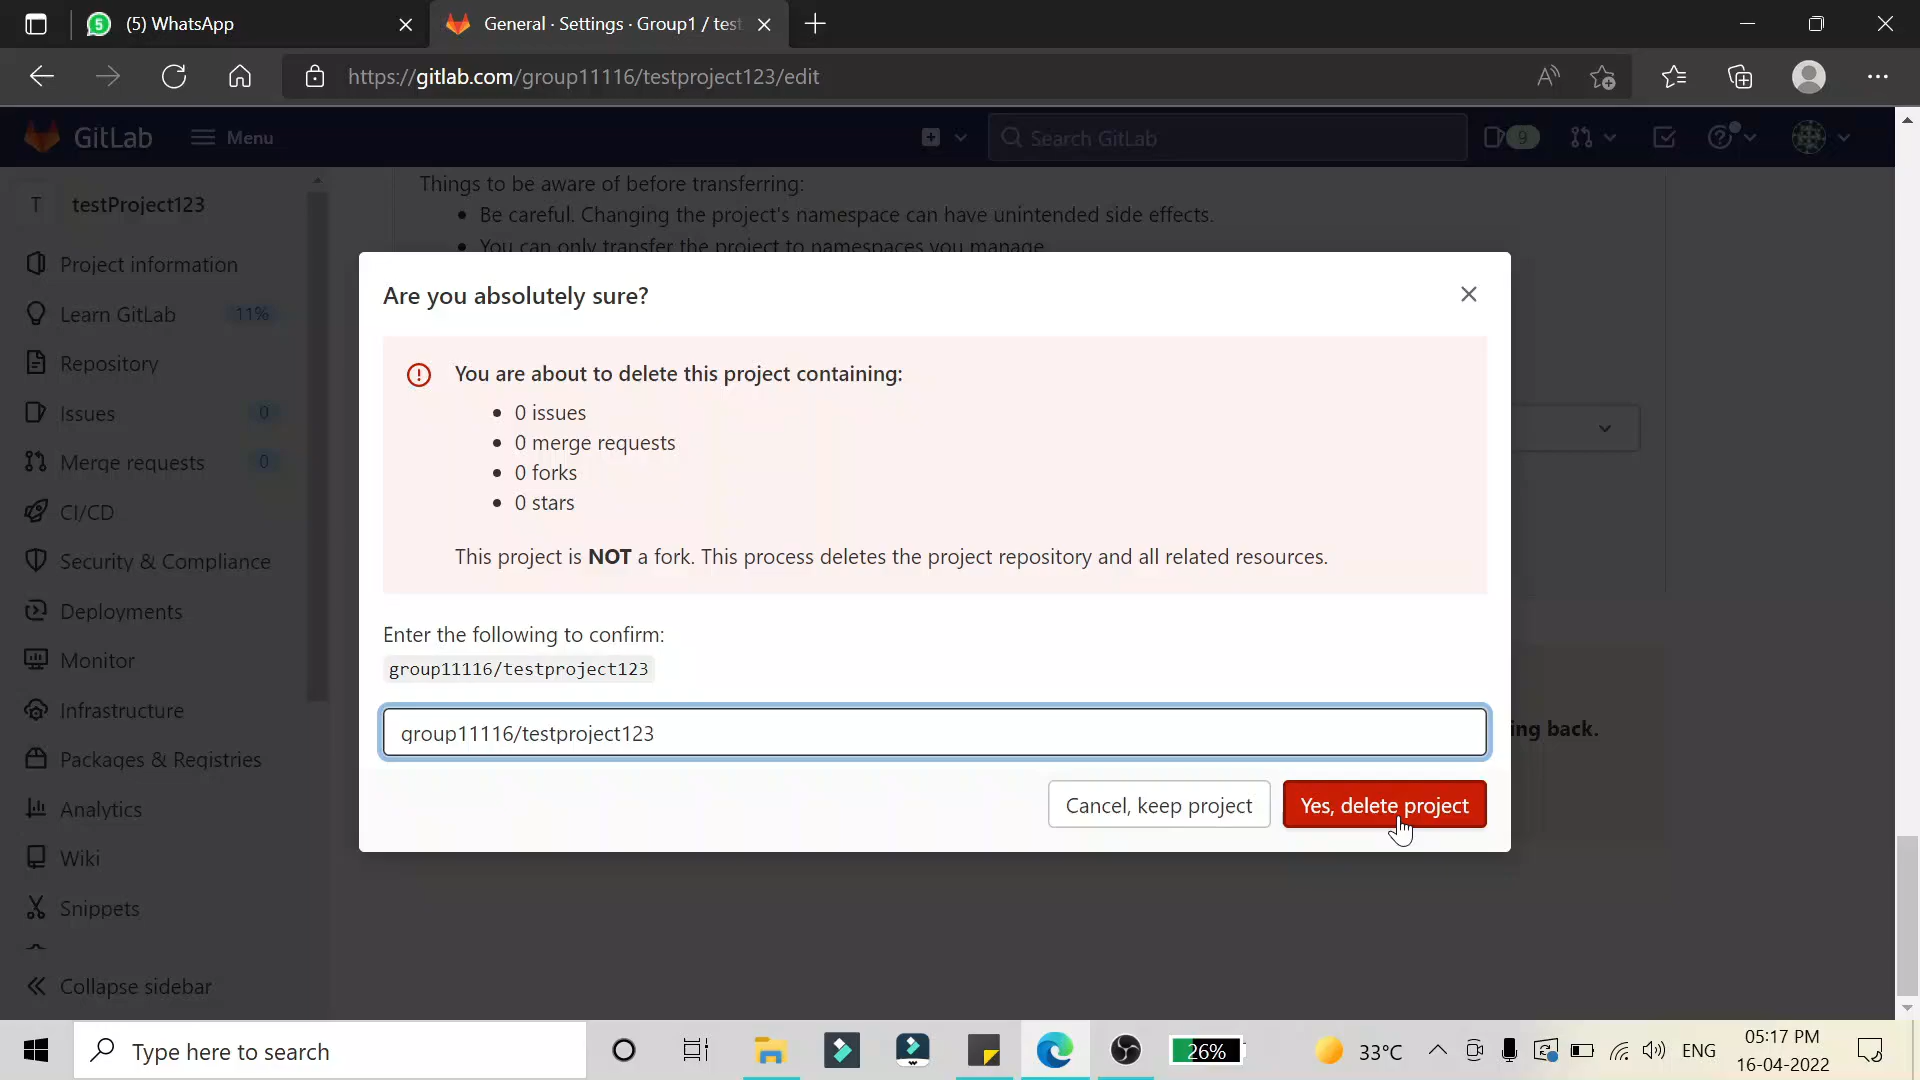 (5) WhatsApp
General · Settings · Group1 / test
https://gitlab.com/group11116/testproject123/edit
GitLab
Menu
Search GitLab
9
T
testProject123
Project information
Learn GitLab
11%
Repository
Issues
0
Merge requests
0
CI/CD
Security & Compliance
Deployments
Monitor
Infrastructure
Packages & Registries
Analytics
Wiki
Snippets
Collapse sidebar
Things to be aware of before transferring:
Be careful. Changing the project's namespace can have unintended side effects.
You can only transfer the project to namespaces you manage.
Are you absolutely sure?
You are about to delete this project containing:
0 issues
0 merge requests
0 forks
0 stars
This project is NOT a fork. This process deletes the project repository and all related resources.
Enter the following to confirm:
group11116/testproject123
group11116/testproject123
ing back.
Cancel, keep project
Yes, delete project
Type here to search
26%
33°C
ENG
05:17 PM
16-04-2022